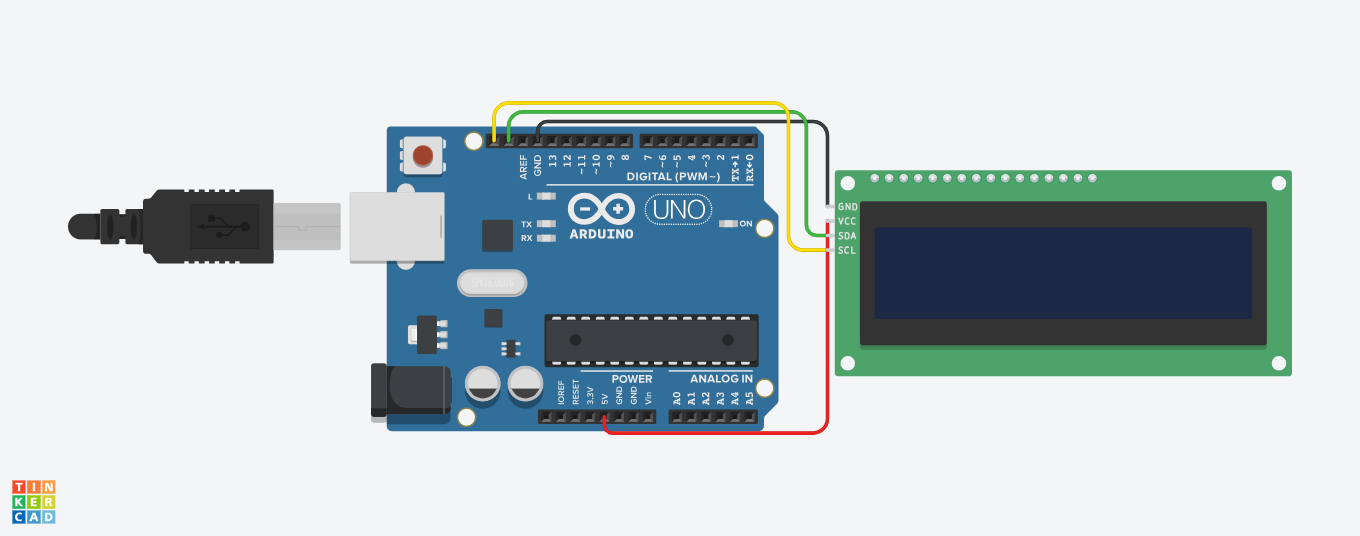 AREF
GND
13
12
~11
~10
~9
8
7
~6
~5
4
~3
2
TX→1
RX←0
DIGITAL (PWM~)
L
TX
RX
ARDUINO
UNO
ON
GND
VCC
SDA
SCL
POWER
ANALOG IN
IOREF
RESET
3.3V
5V
GND
GND
Vin
A0
A1
A2
A3
A4
A5
TIN
KER
CAD